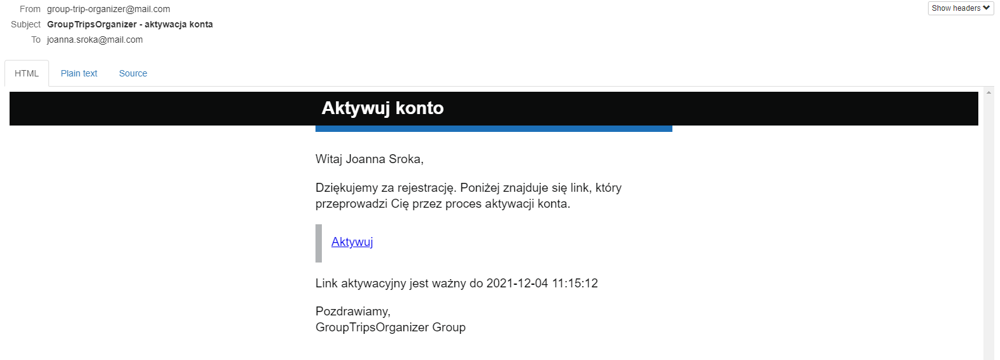 From group-trip-organizer@mail.com
Show headers
Subject GroupTripsOrganizer - aktywacja konta
To joanna.sroka@mail.com
HTML Plain text Source
Aktywuj konto
Witaj Joanna Sroka,
Dziękujemy za rejestrację. Poniżej znajduje się link, który
przeprowadzi Cię przez proces aktywacji konta.
Aktywuj
Link aktywacyjny jest ważny do 2021-12-04 11:15:12
Pozdrawiamy,
GroupTripsOrganizer Group